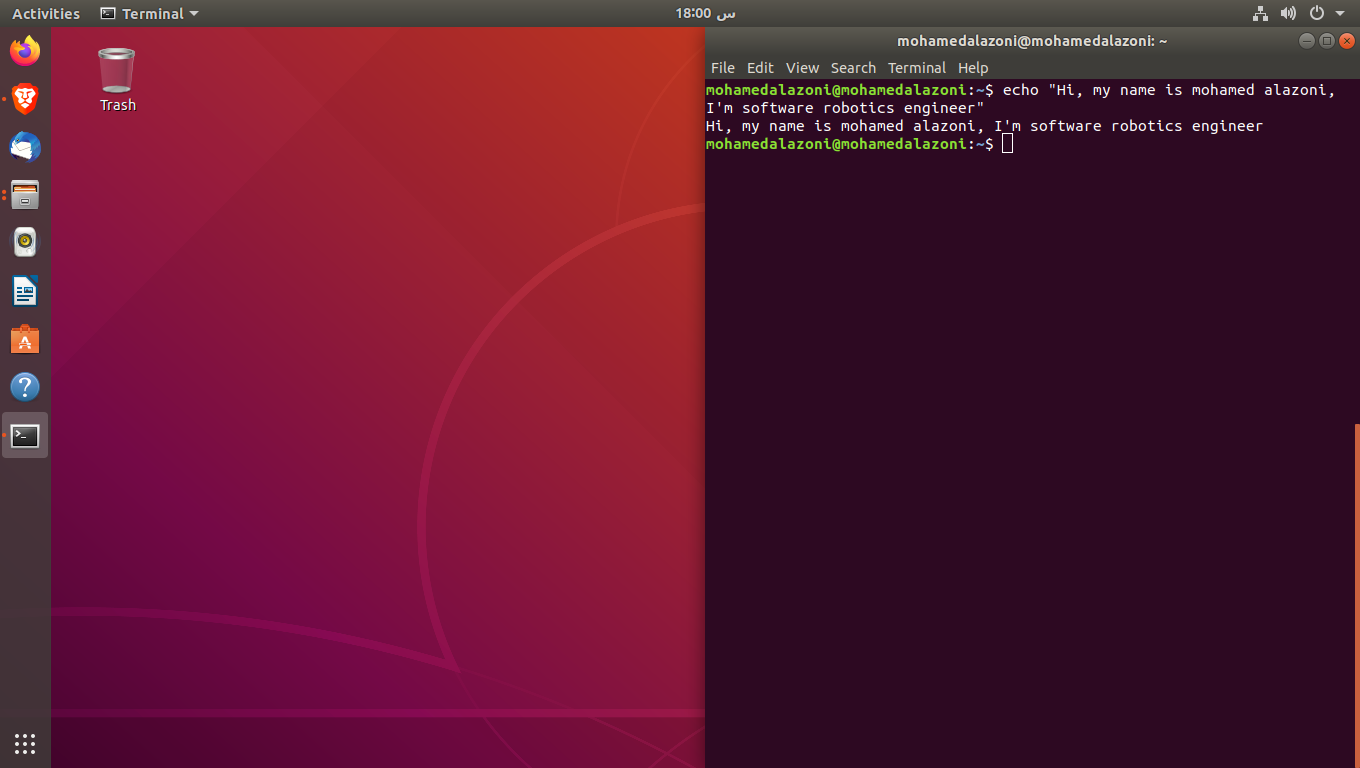 Activities
Terminal
س 18:00
Trash
mohamedalazoni@mohamedalazoni: ~
File Edit View Search Terminal Help
mohamedalazoni@mohamedalazoni:~$ echo "Hi, my name is mohamed alazoni,
I'm software robotics engineer"
Hi, my name is mohamed alazoni, I'm software robotics engineer
mohamedalazoni@mohamedalazoni:~$